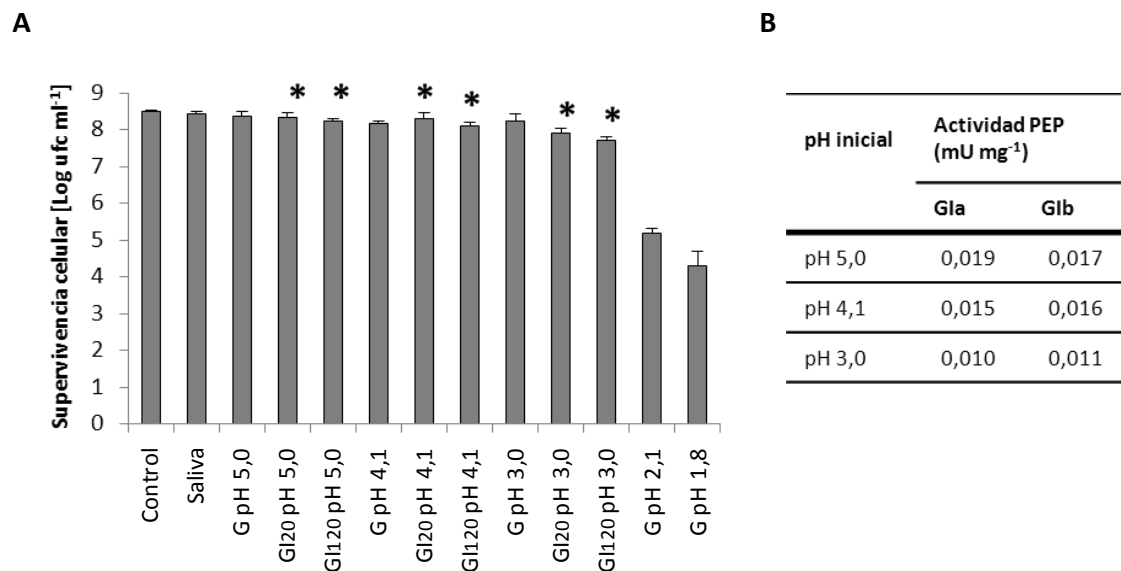 A
Supervivencia celular [Log ufc ml-1]
9
8
7
6
5
4
3
2
1
0
* * * * * *
Control
Saliva
G pH 5,0
GI20 pH 5,0
GI120 pH 5,0
G pH 4,1
GI20 pH 4,1
GI120 pH 4,1
G pH 3,0
GI20 pH 3,0
GI120 pH 3,0
G pH 2,1
G pH 1,8
B
pH inicial Actividad PEP
(mU mg-1)
GIa GIb
pH 5,0 0,019 0,017
pH 4,1 0,015 0,016
pH 3,0 0,010 0,011